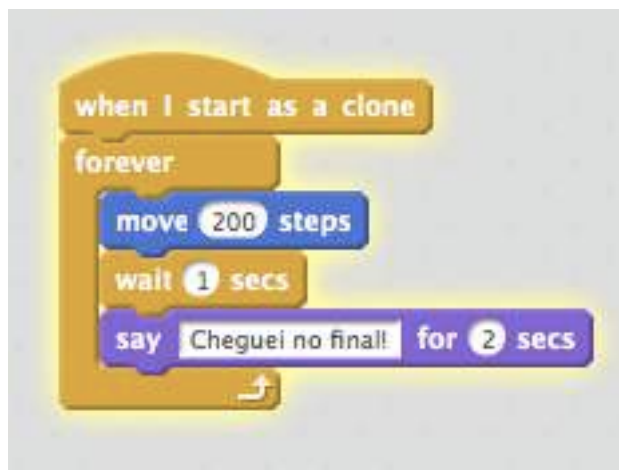 when I start as a clone
forever
move 200 steps
wait 1 secs
say Cheguei no final! for 2 secs